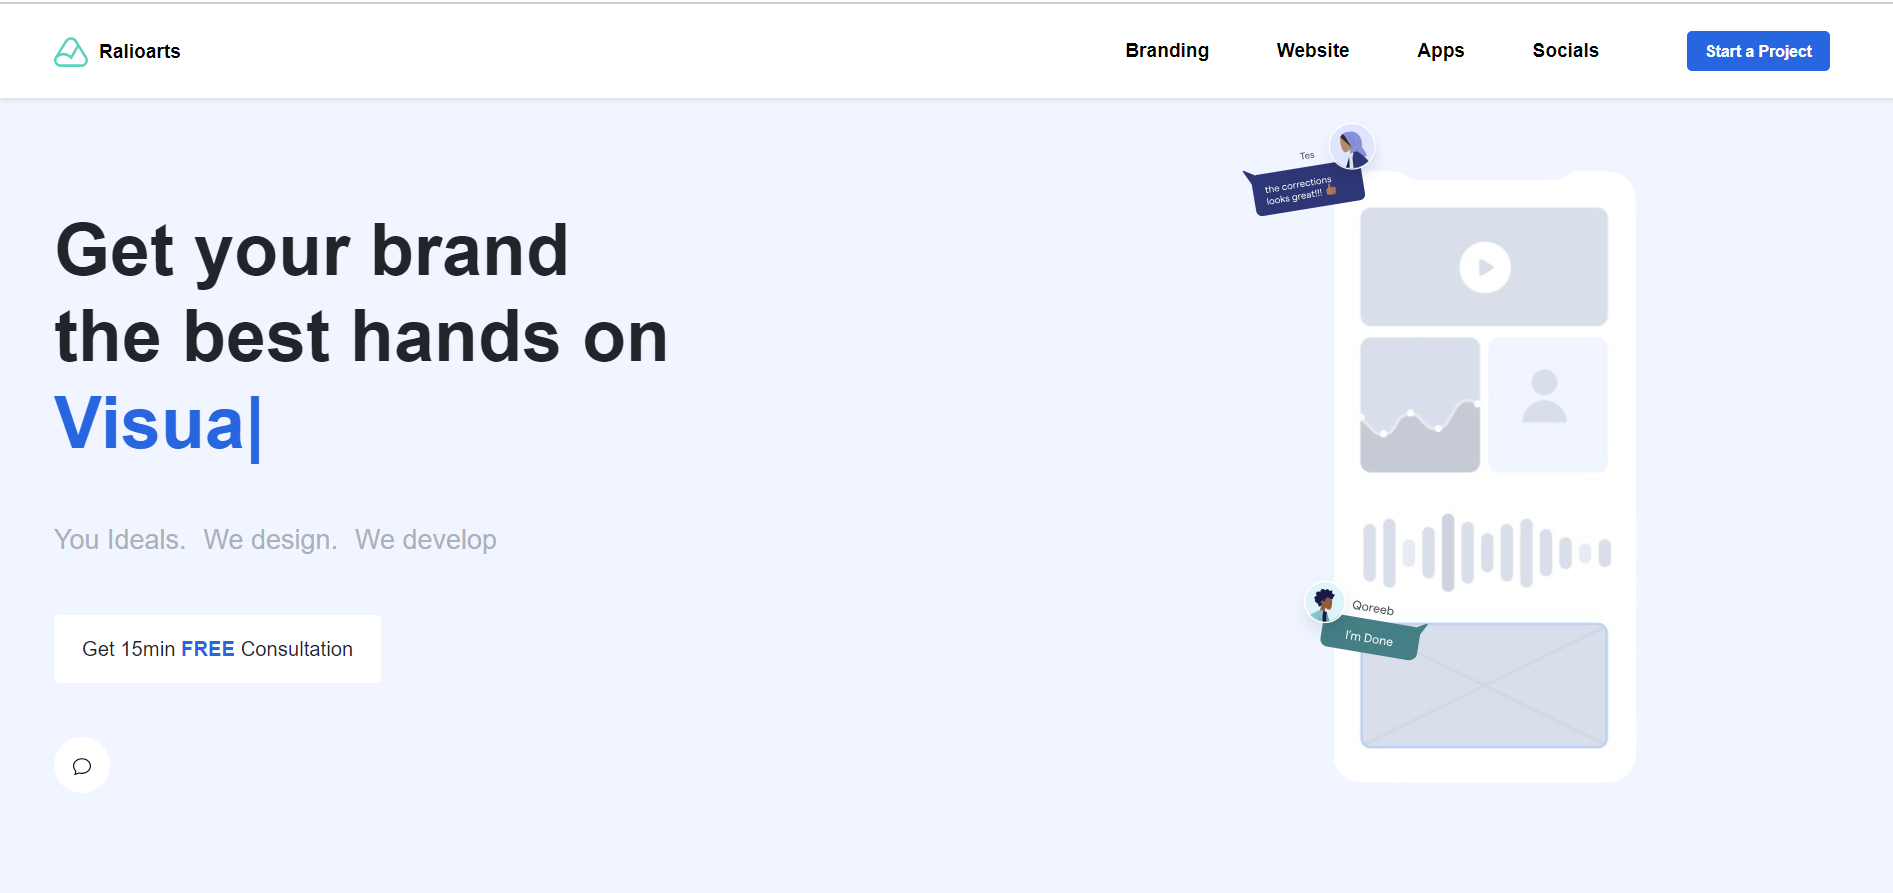 Ralioarts
Branding
Website
Apps
Socials
Start a Project
Get your brand
the best hands on
Visua|
You Ideals. We design. We develop
Get 15min FREE Consultation
Tes
the corrections
looks great!!! 👍🏾
Qoreeb
I'm Done